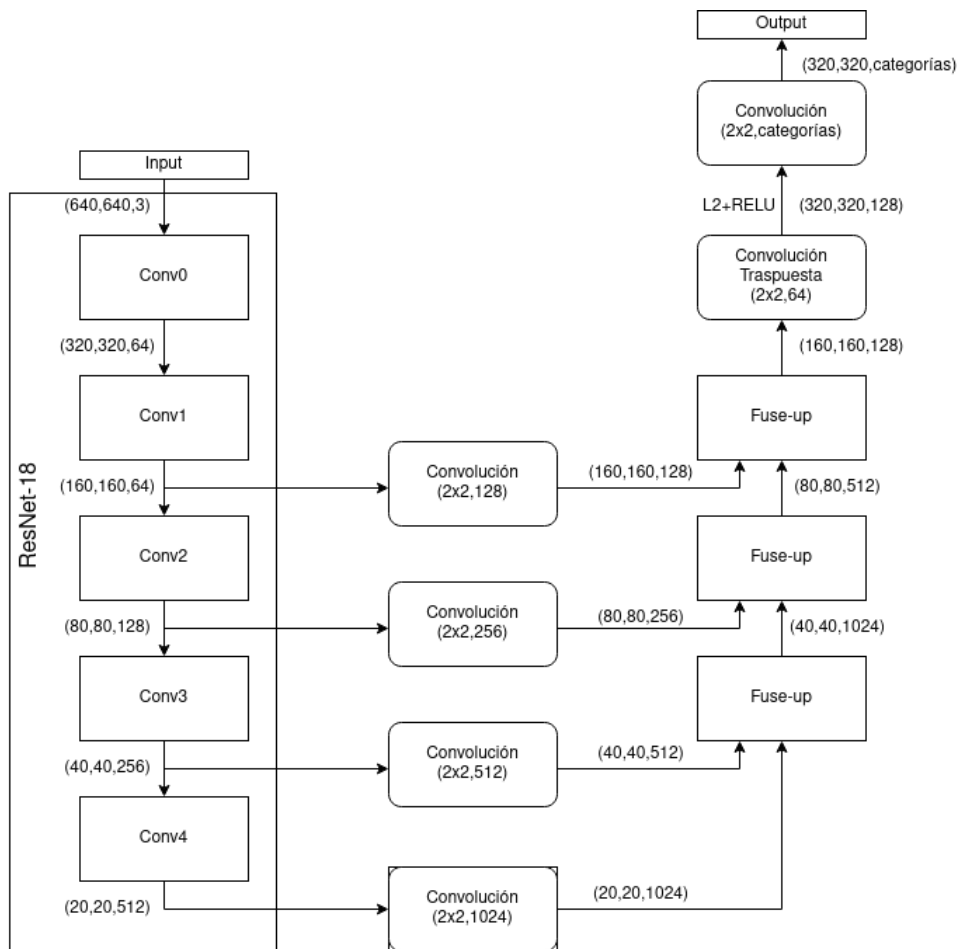 Output
(320,320,categorías)
Convolución
(2x2,categorías)
L2+RELU
(320,320,128)
Convolución
Traspuesta
(2x2,64)
(160,160,128)
Fuse-up
(80,80,512)
Fuse-up
(40,40,1024)
Fuse-up
Input
ResNet-18
(640,640,3)
Conv0
(320,320,64)
Conv1
(160,160,64)
Convolución
(2x2,128)
(160,160,128)
Conv2
(80,80,128)
Convolución
(2x2,256)
(80,80,256)
Conv3
(40,40,256)
Convolución
(2x2,512)
(40,40,512)
Conv4
(20,20,512)
Convolución
(2x2,1024)
(20,20,1024)